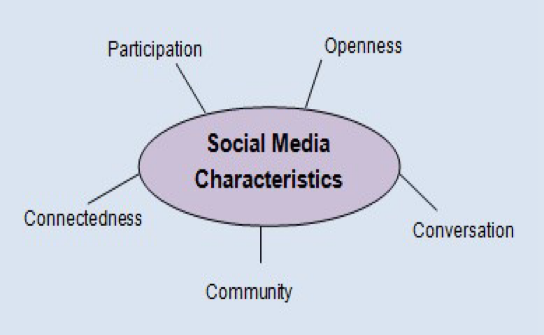 Participation
Openness
Social Media
Characteristics
Connectedness
Conversation
Community